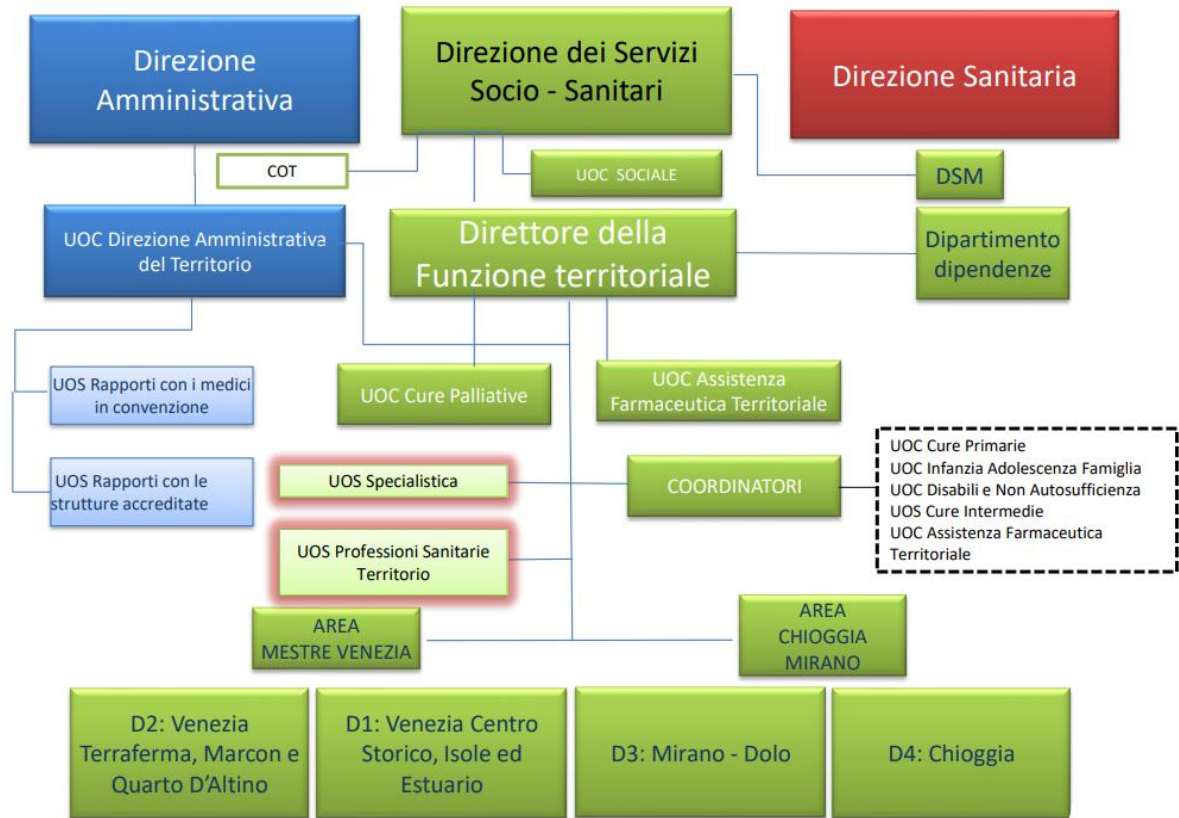 Direzione
Amministrativa
Direzione dei Servizi
Socio - Sanitari
Direzione Sanitaria
COT
UOC SOCIALE
DSM
UOC Direzione Amministrativa
del Territorio
Direttore della
Funzione territoriale
Dipartimento
dipendenze
UOS Rapporti con i medici
in convenzione
UOC Cure Palliative
UOC Assistenza
Farmaceutica Territoriale
UOS Rapporti con le
strutture accreditate
UOS Specialistica
COORDINATORI
UOC Cure Primarie
UOC Infanzia Adolescenza Famiglia
UOC Disabili e Non Autosufficienza
UOS Cure Intermedie
UOC Assistenza Farmaceutica
Territoriale
UOS Professioni Sanitarie
Territorio
AREA
MESTRE VENEZIA
AREA
CHIOGGIA
MIRANO
D2: Venezia
Terraferma, Marcon e
Quarto D'Altino
D1: Venezia Centro
Storico, Isole ed
Estuario
D3: Mirano - Dolo
D4: Chioggia